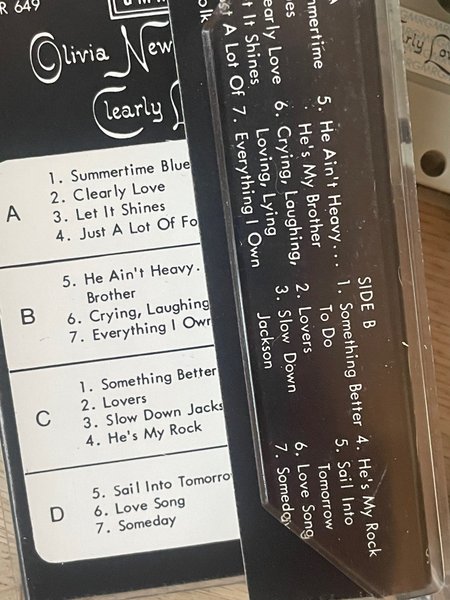 R 649
Olivia New
Clearly L
A
1. Summertime Blue
2. Clearly Love
3. Let It Shines
4. Just A Lot Of Fo
B
5. He Ain't Heavy.
Brother
6. Crying, Laughing
7. Everything I Own
C
1. Something Better
2. Lovers
3. Slow Down Jacks
4. He's My Rock
D
5. Sail Into Tomorro
6. Love Song
7. Someday
olk
mmertime
es
early Love
t It Shines
t A Lot Of
5. He Ain't Heavy....
He's My Brother
6. Crying, Laughing,
Loving, Lying
7. Everything I Own
SIDE B
1. Something Better
To Do
2. Lovers
3. Slow Down
Jackson
4. He's My Rock
5. Sail Into
Tomorrow
6. Love Song
7. Someday
rly Lo